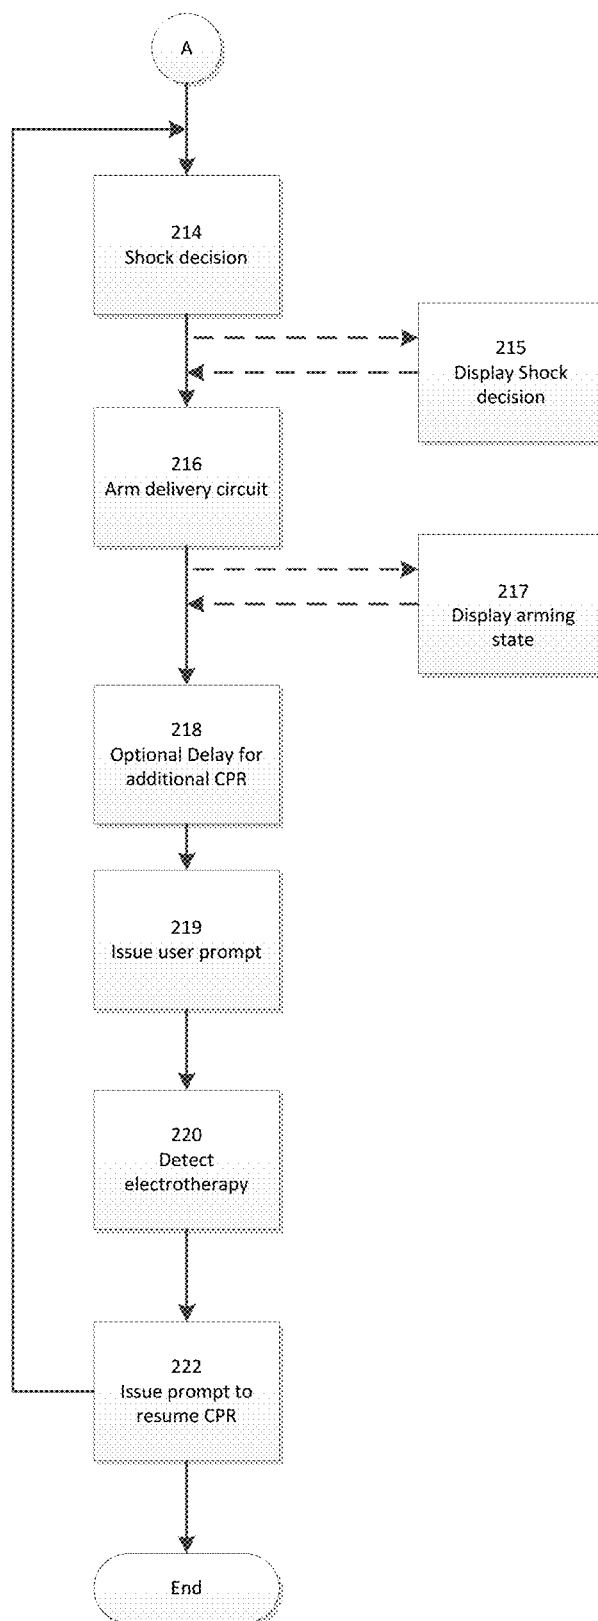 A
214
Shock decision
215
Display Shock
decision
216
Arm delivery circuit
217
Display arming
state
218
Optional Delay for
additional CPR
219
Issue user prompt
220
Detect
electrotherapy
222
Issue prompt to
resume CPR
End